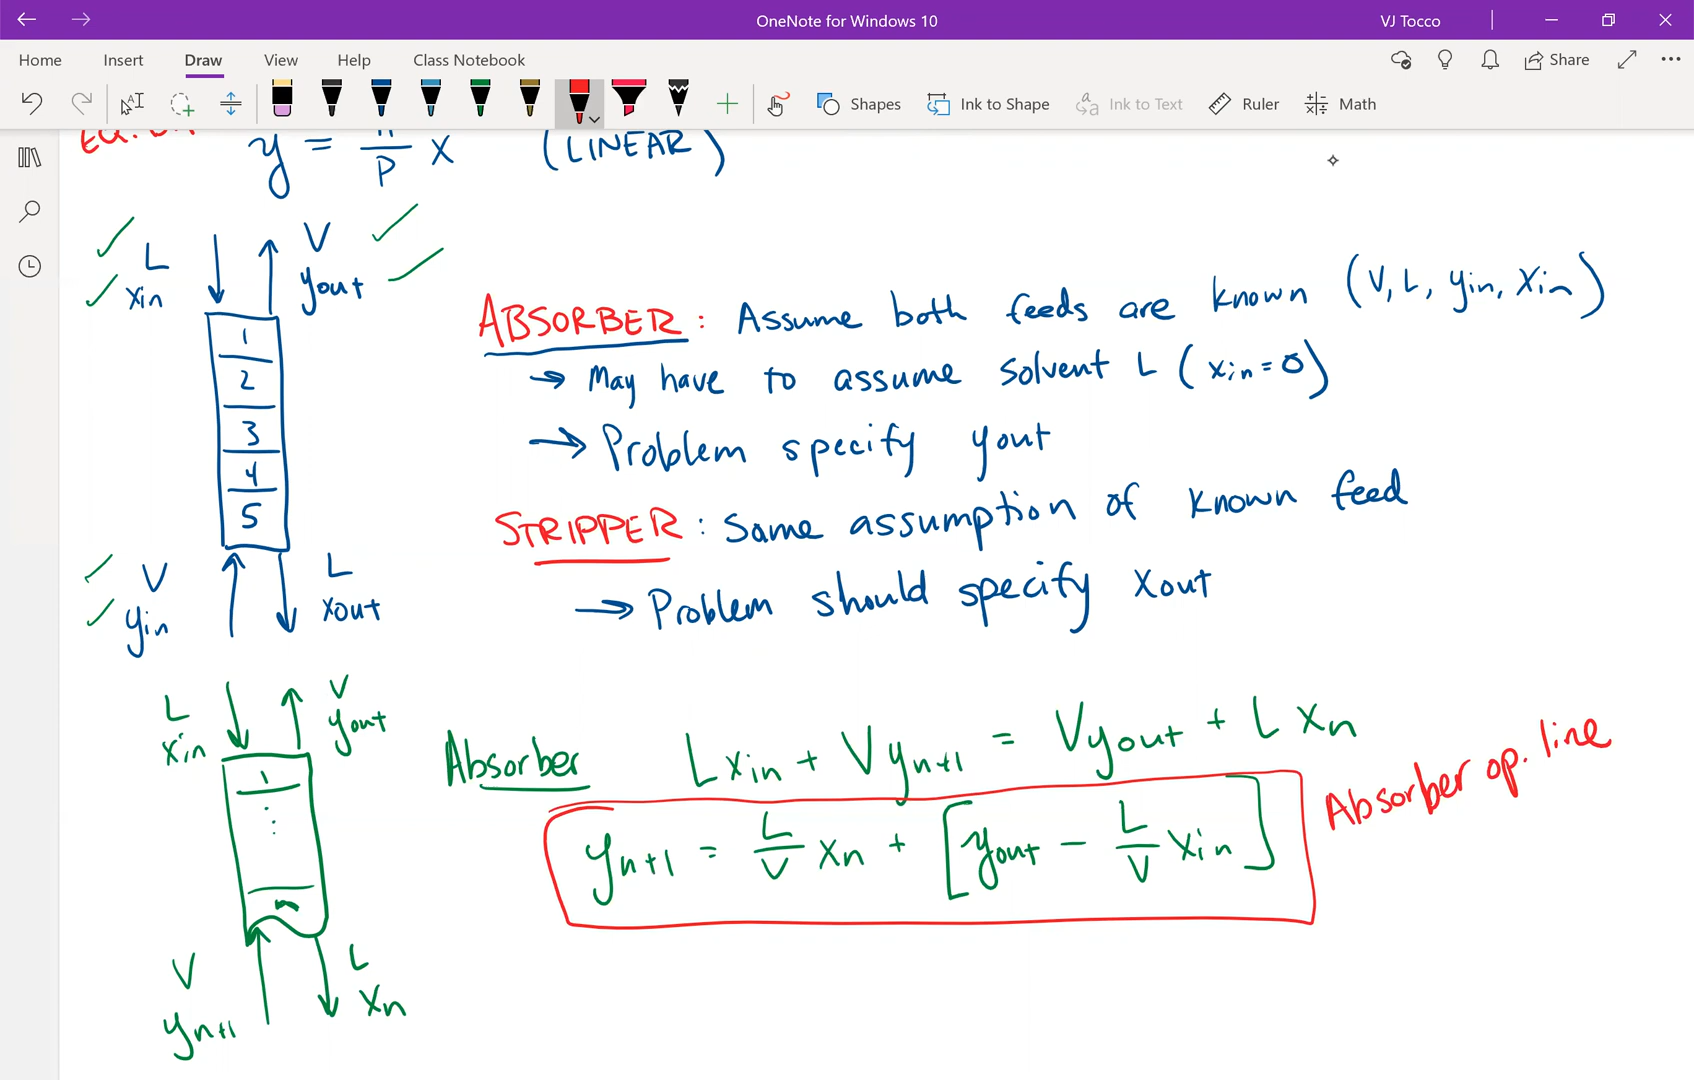 OneNote for Windows 10
VJ Tocco
Home Insert Draw View Help Class Notebook
Share
Shapes Ink to Shape Ink to Text Ruler Math
y = H/P x (LINEAR)
L
xin
V
yout
1
2
3
4
5
V
yin
L
xout
ABSORBER: Assume both feeds are known (V, L, yin, Xin)
→ May have to assume solvent L (xin = 0)
→ Problem specify yout
STRIPPER: Same assumption of known feed
→ Problem should specify xout
L
xin
V
yout
1
n
V
yn+1
L
xn
Absorber Lxin + Vyn+1 = Vyout + Lxn
yn+1 = L/V xn + [yout - L/V xin]
Absorber op. line